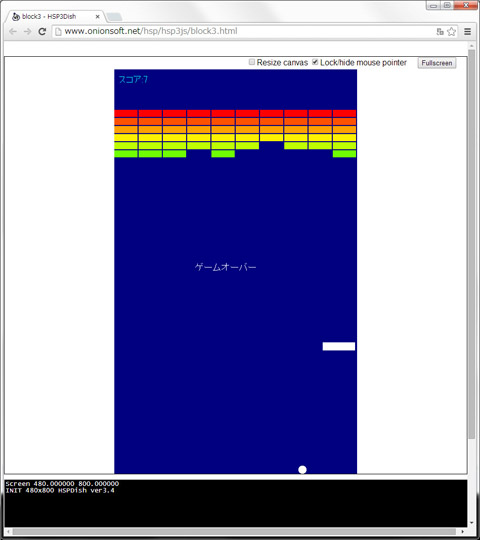 block3 - HSP3Dish
www.onionsoft.net/hsp/hsp3js/block3.html
Resize canvas Lock/hide mouse pointer Fullscreen
スコア:7
ゲームオーバー
Screen 480.000000 800.000000
INIT 480x800 HSPDish ver3.4